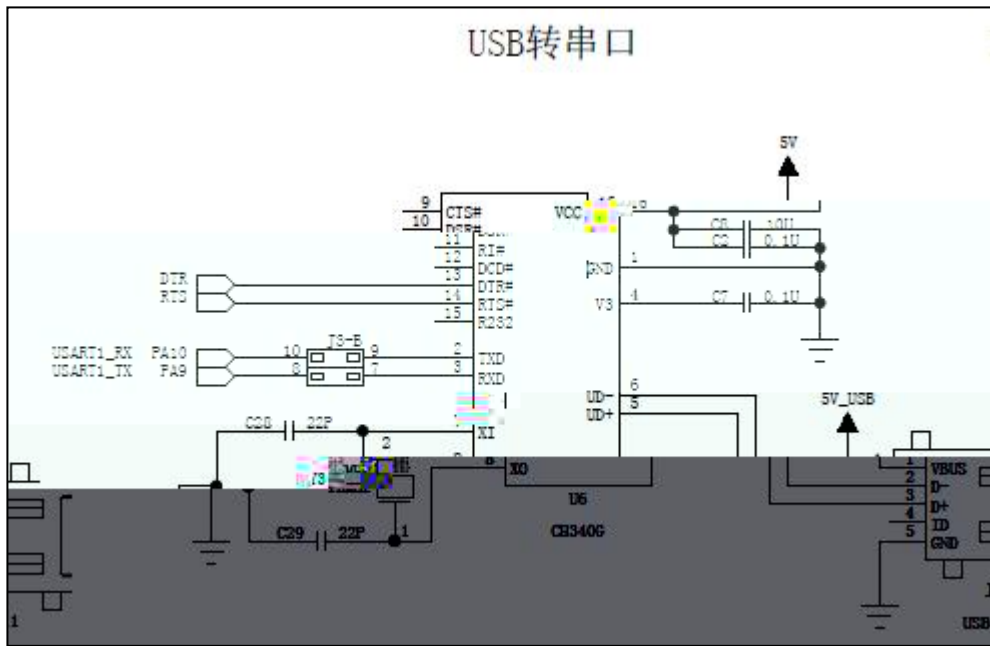 USB转串口
5V
9 CTS# VCC
10 DSR# C8 10U
11 RI# C2 0.1U
12 DCD# GND 1
13 DTR# DTR
14 RTS# RTS V3 4 C7 0.1U
15 R232
J3-B
USART1_RX PA10 10 9 2 TXD
USART1_TX PA9 8 7 3 RXD
UD- 6
UD+ 5
5V_USB
C28 22P XI
2
8 XO 1 VBUS
2 D-
U6 3 D+
4 ID
C29 22P 1 CH340G 5 GND
1 USB